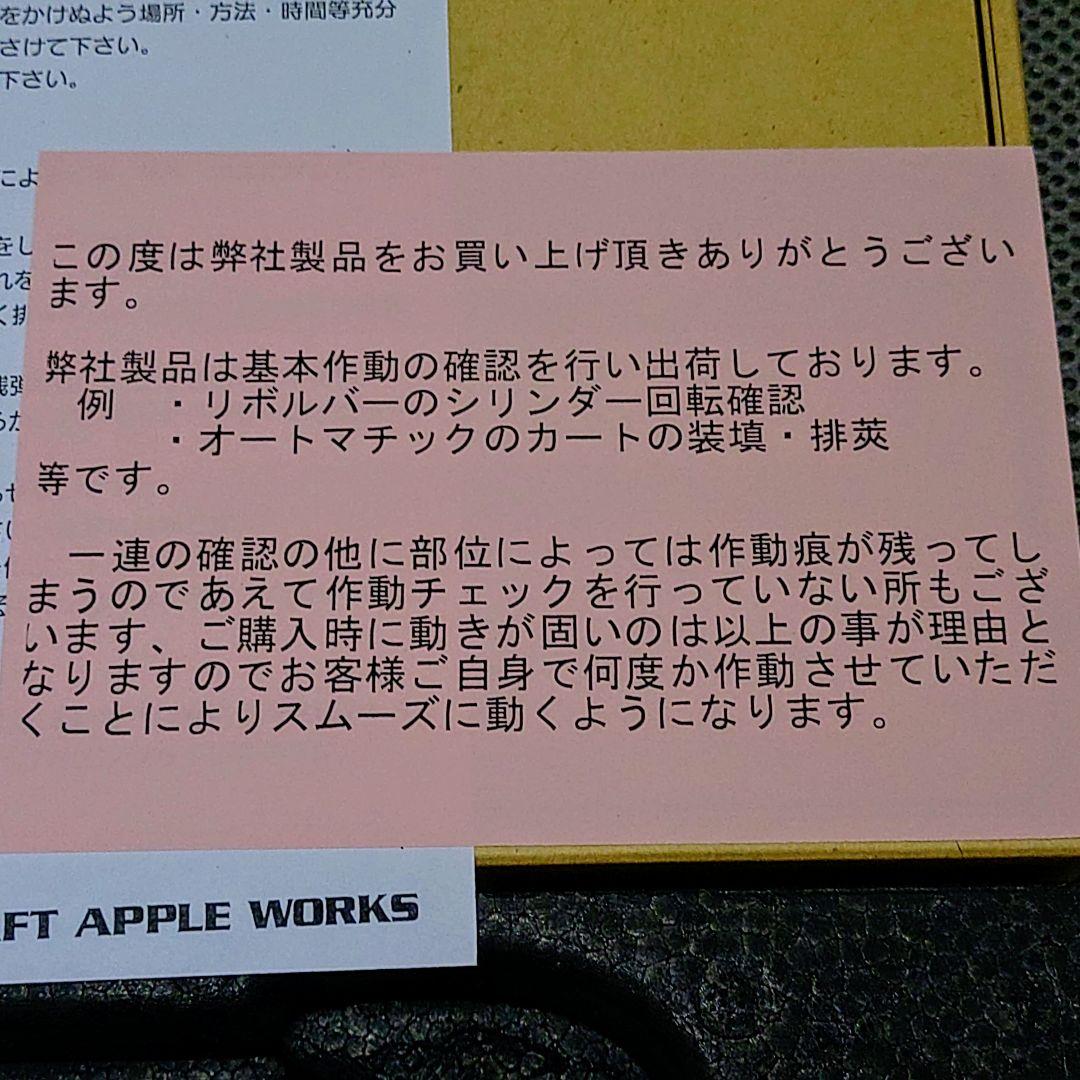 をかけぬよう場所・方法・時間等充分
さけて下さい。
下さい。
によ
この度は弊社製品をお買い上げ頂きありがとうござい
ます。
弊社製品は基本作動の確認を行い出荷しております。
例 ・リボルバーのシリンダー回転確認
・オートマチックのカートの装填・排莢
等です。
一連の確認の他に部位によっては作動痕が残ってし
まうのであえて作動チェックを行っていない所もござ
います、ご購入時に動きが固いのは以上の事が理由と
なりますのでお客様ご自身で何度か作動させていただ
くことによりスムーズに動くようになります。
AFT APPLE WORKS